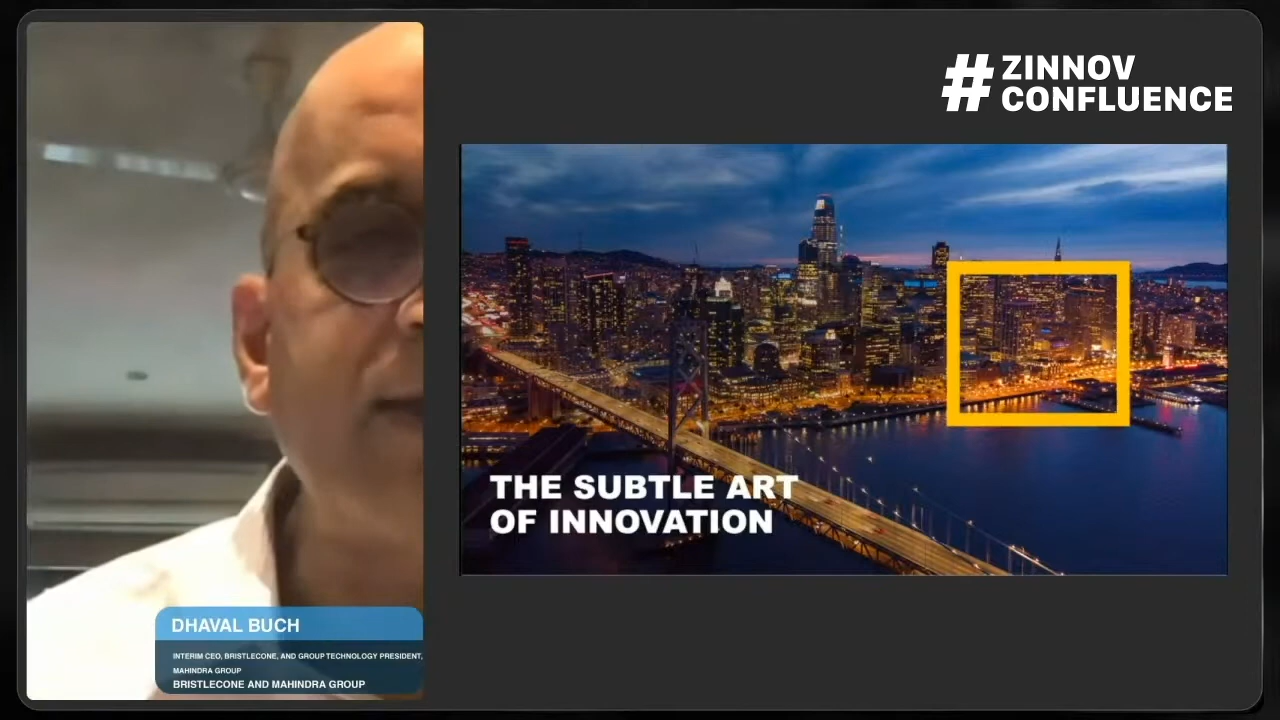 # ZINNOV
CONFLUENCE
THE SUBTLE ART
OF INNOVATION
DHAVAL BUCH
INTERIM CEO, BRISTLECONE, AND GROUP TECHNOLOGY PRESIDENT,
MAHINDRA GROUP
BRISTLECONE AND MAHINDRA GROUP